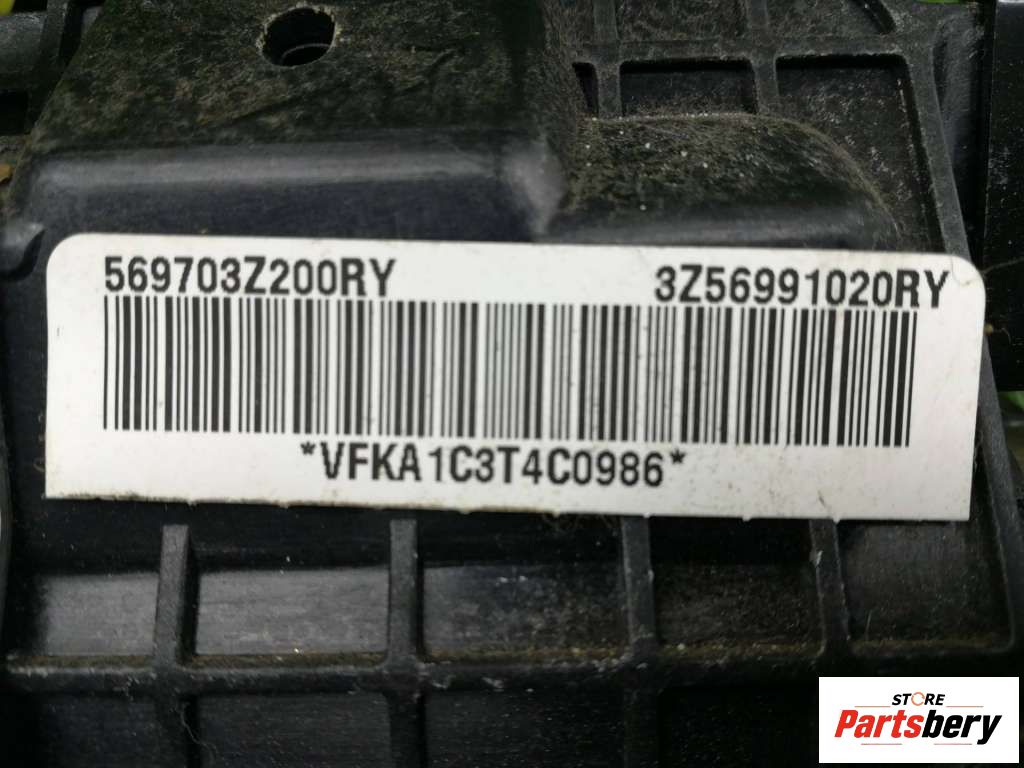 569703Z200RY 3Z56991020RY
*VFKA1C3T4C0986*
STORE
Partsbery